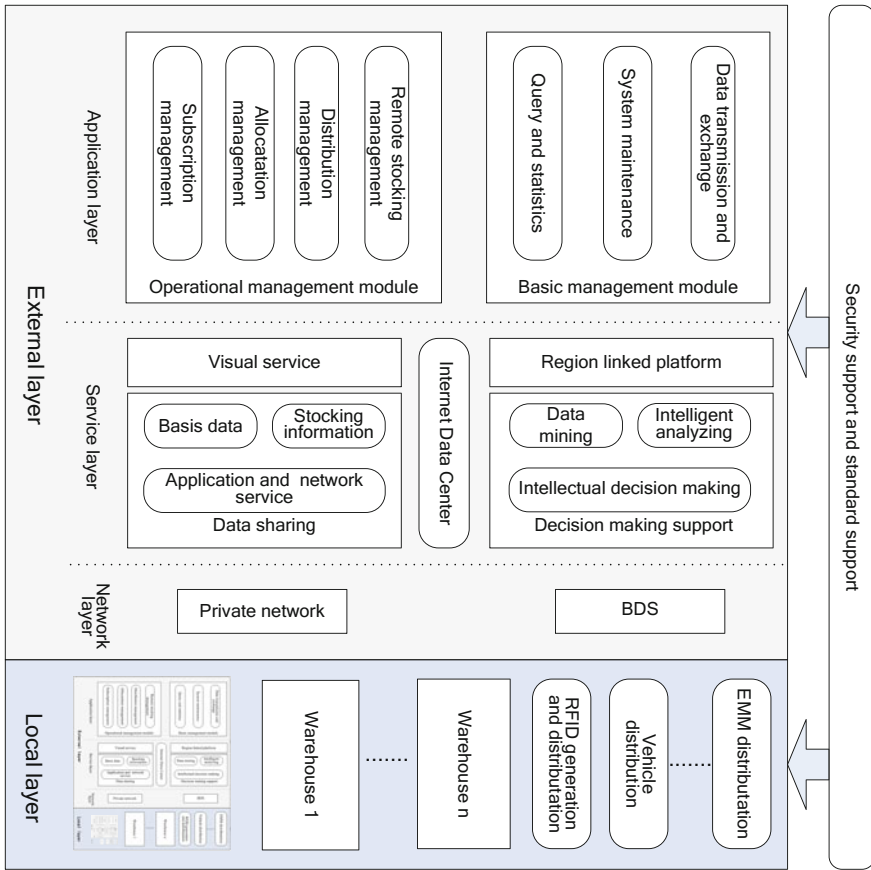 Application layer
Subscription
management
Allocatation
management
Distribution
management
Remote stocking
management
Operational management module
Query and statistics
System maintenance
Data transmission and
exchange
Basic management module
External layer
Service layer
Visual service
Basis data
Stocking
information
Application and network
service
Data sharing
Internet Data Center
Region linked platform
Data
mining
Intelligent
analyzing
Intellectual decision making
Decision making support
Network
layer
Private network
BDS
Local layer
Warehouse 1
........
Warehouse n
RFID generation
and distributation
Vehicle
distribution
........
EMM distributation
Security support and standard support